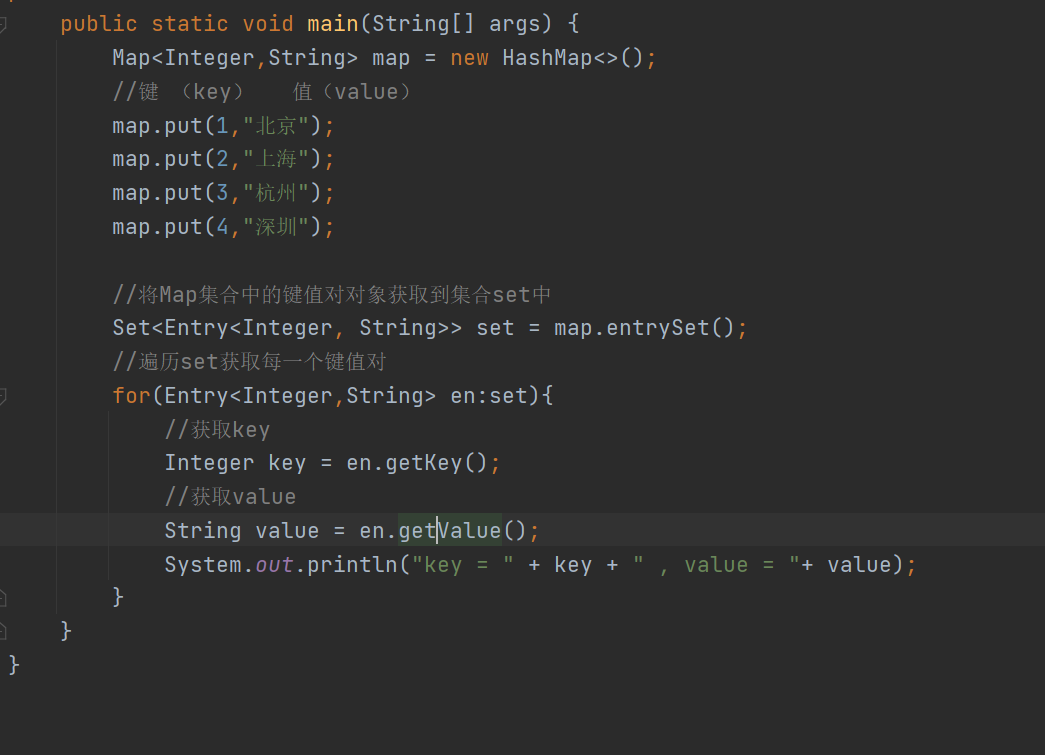 public static void main(String[] args) {
Map<Integer,String> map = new HashMap<>();
//键 （key）   值（value）
map.put(1,"北京");
map.put(2,"上海");
map.put(3,"杭州");
map.put(4,"深圳");
//将Map集合中的键值对对象获取到集合set中
Set<Entry<Integer, String>> set = map.entrySet();
//遍历set获取每一个键值对
for(Entry<Integer,String> en:set){
//获取key
Integer key = en.getKey();
//获取value
String value = en.getValue();
System.out.println("key = " + key + " , value = "+ value);
}
}
}